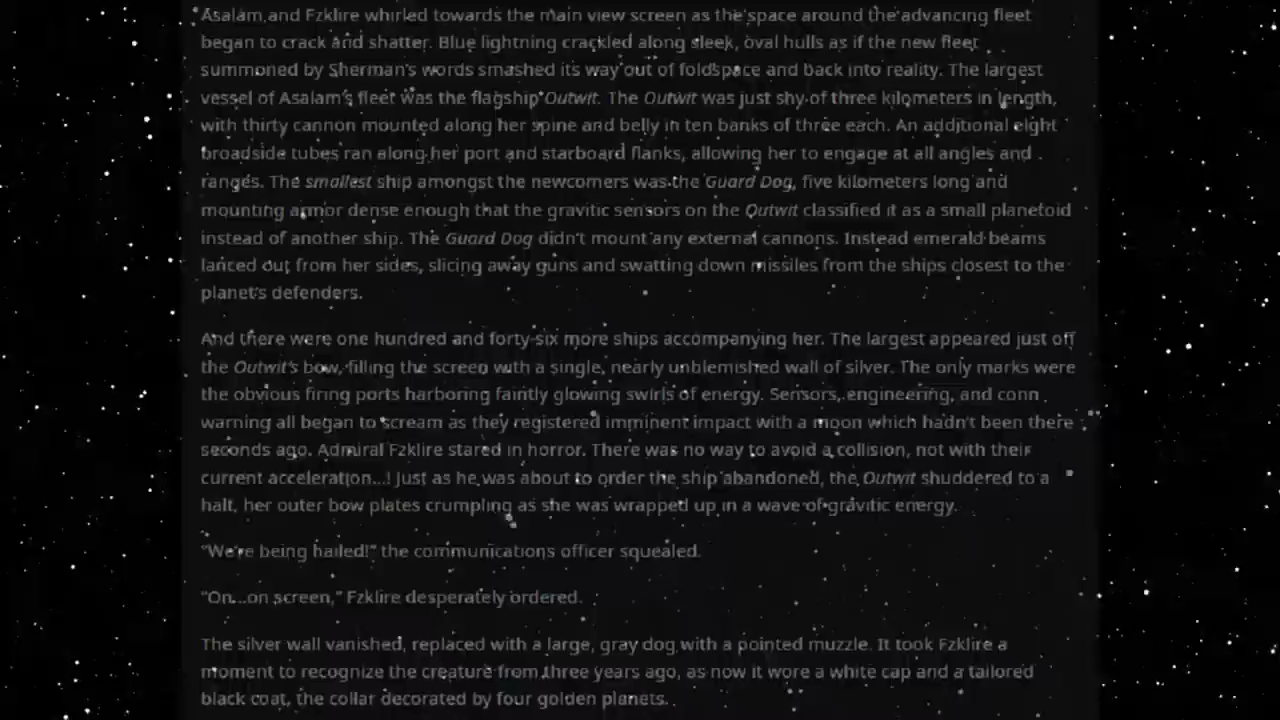 Asalam and Fzklire whirled towards the main view screen as the space around the advancing fleet
began to crack and shatter. Blue lightning crackled along sleek, oval hulls as if the new fleet
summoned by Sherman's words smashed its way out of foldspace and back into reality. The largest
vessel of Asalam's fleet was the flagship Outwit. The Outwit was just shy of three kilometers in length,
with thirty cannon mounted along her spine and belly in ten banks of three each. An additional eight
broadside tubes ran along her port and starboard flanks, allowing her to engage at all angles and
ranges. The smallest ship amongst the newcomers was the Guard Dog, five kilometers long and
mounting armor dense enough that the gravitic sensors on the Outwit classified it as a small planetoid
instead of another ship. The Guard Dog didn't mount any external cannons. Instead emerald beams
lanced out from her sides, slicing away guns and swatting down missiles from the ships closest to the
planet's defenders.
And there were one hundred and forty-six more ships accompanying her. The largest appeared just off
the Outwit's bow, filling the screen with a single, nearly unblemished wall of silver. The only marks were
the obvious firing ports harboring faintly glowing swirls of energy. Sensors, engineering, and conn
warning all began to scream as they registered imminent impact with a moon which hadn't been there
seconds ago. Admiral Fzklire stared in horror. There was no way to avoid a collision, not with their
current acceleration...! Just as he was about to order the ship abandoned, the Outwit shuddered to a
halt, her outer bow plates crumpling as she was wrapped up in a wave of gravitic energy.
"We're being hailed!" the communications officer squealed.
"On...on screen," Fzklire desperately ordered.
The silver wall vanished, replaced with a large, gray dog with a pointed muzzle. It took Fzklire a
moment to recognize the creature from three years ago, as now it wore a white cap and a tailored
black coat, the collar decorated by four golden planets.